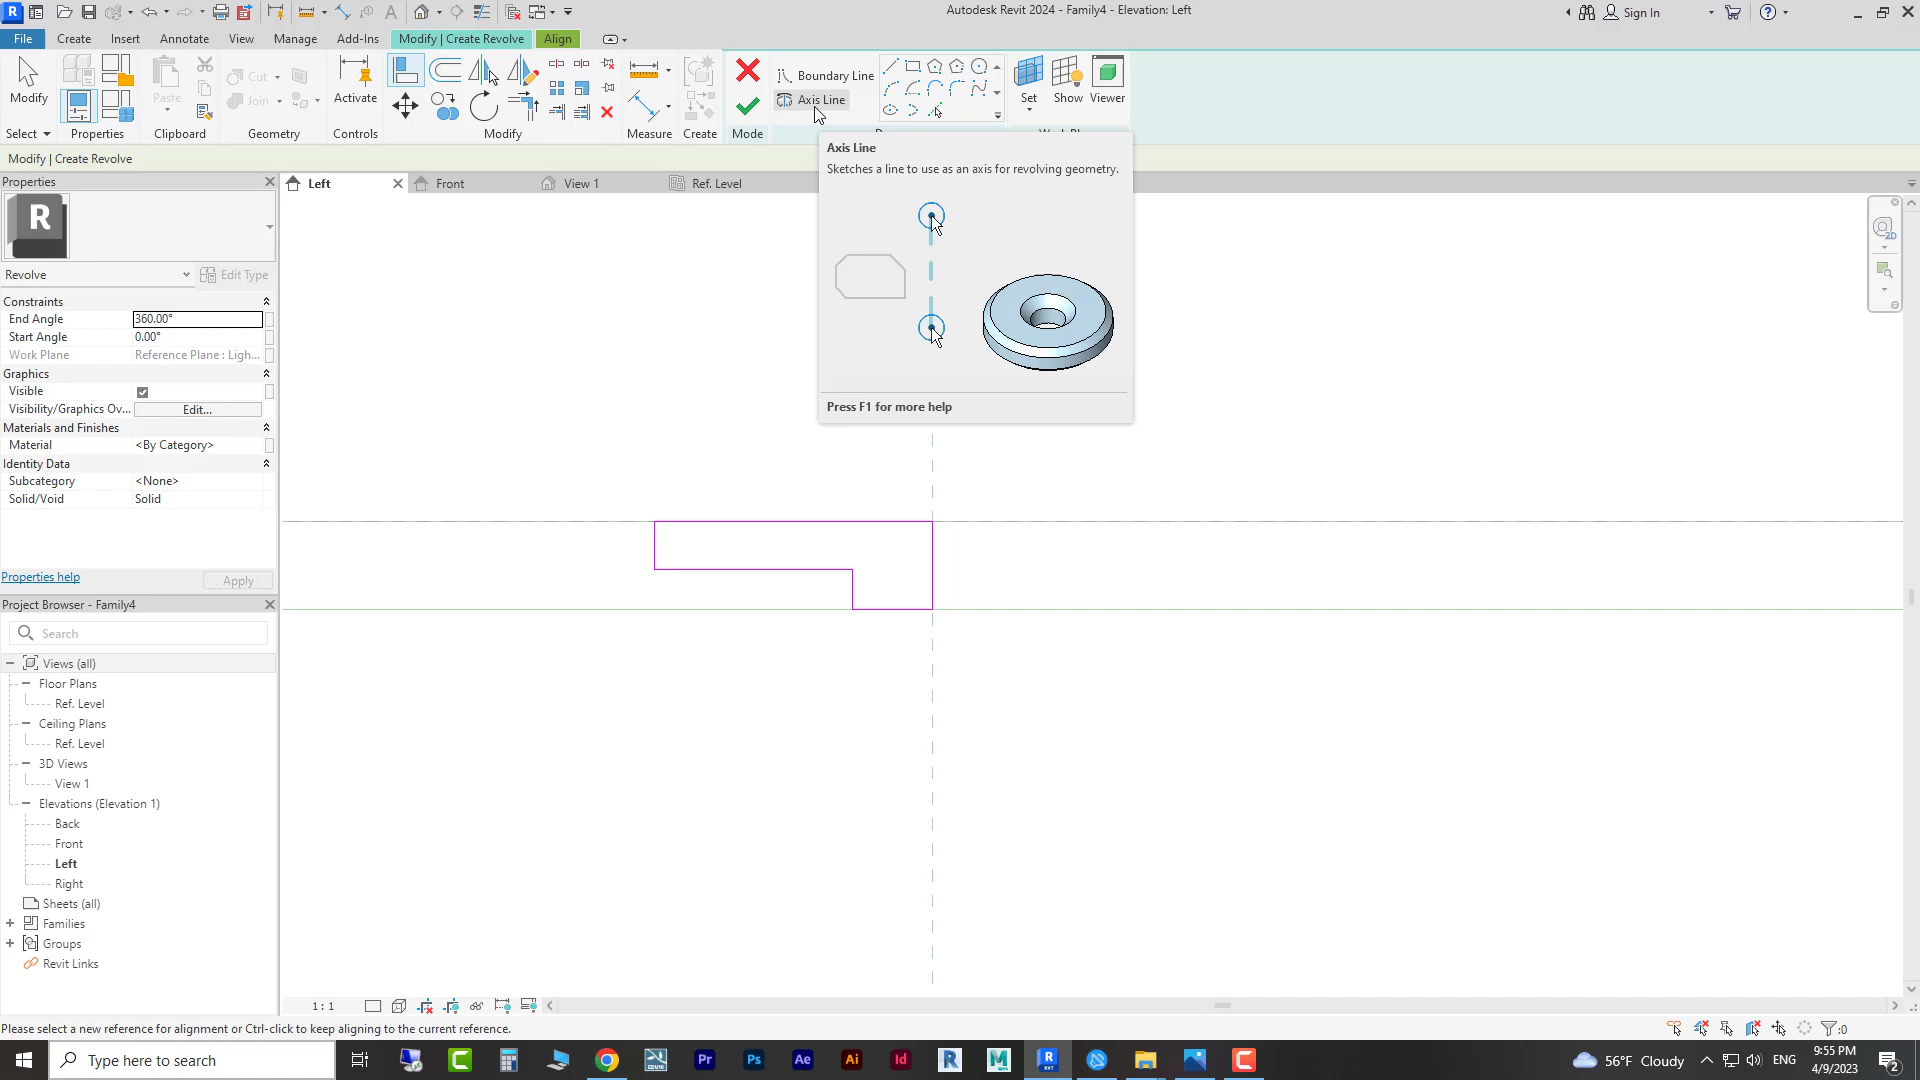 Autodesk Revit 2024 - Family4 - Elevation: Left
Sign In
File
Create
Insert
Annotate
View
Manage
Add-Ins
Modify | Create Revolve
Align
Modify
Paste
Cut
Join
Activate
Boundary Line
Axis Line
Set
Show
Viewer
Select
Properties
Clipboard
Geometry
Controls
Modify
Measure
Create
Mode
Modify | Create Revolve
Axis Line
Sketches a line to use as an axis for revolving geometry.
Press F1 for more help
Properties
Left
Front
View 1
Ref. Level
R
Revolve
Edit Type
Constraints
End Angle 360.00°
Start Angle 0.00°
Work Plane Reference Plane : Ligh...
Graphics
Visible
Visibility/Graphics Ov... Edit...
Materials and Finishes
Material <By Category>
Identity Data
Subcategory <None>
Solid/Void Solid
Properties help
Apply
Project Browser - Family4
Search
Views (all)
Floor Plans
Ref. Level
Ceiling Plans
Ref. Level
3D Views
View 1
Elevations (Elevation 1)
Back
Front
Left
Right
Sheets (all)
Families
Groups
Revit Links
1 : 1
Please select a new reference for alignment or Ctrl-click to keep aligning to the current reference.
:0
Type here to search
Pr
Ps
Ae
Ai
Id
56°F Cloudy
ENG
9:55 PM
4/9/2023
2